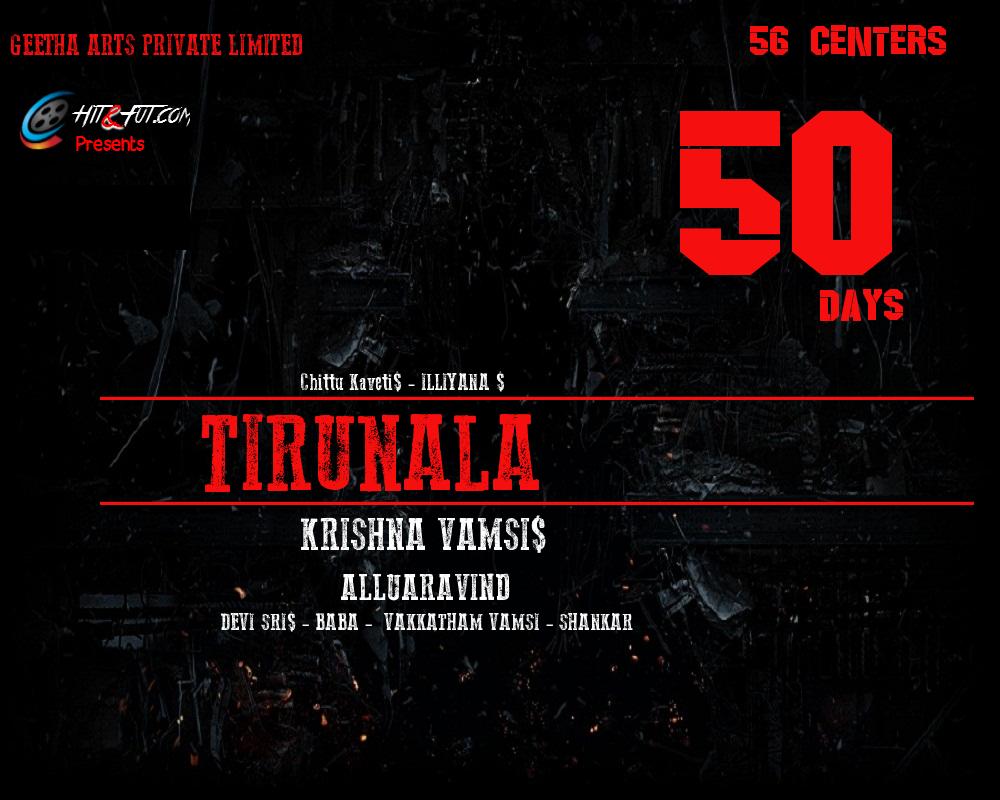 GEETHA ARTS PRIVATE LIMITED
56 CENTERS
HIT&FUT.COM
Presents
50
DAYS
Chittu Kaveti$ - ILLIYANA $
TIRUNALA
KRISHNA VAMSI$
ALLUARAVIND
DEVI SRI$ - BABA - VAKKATHAM VAMSI - SHANKAR